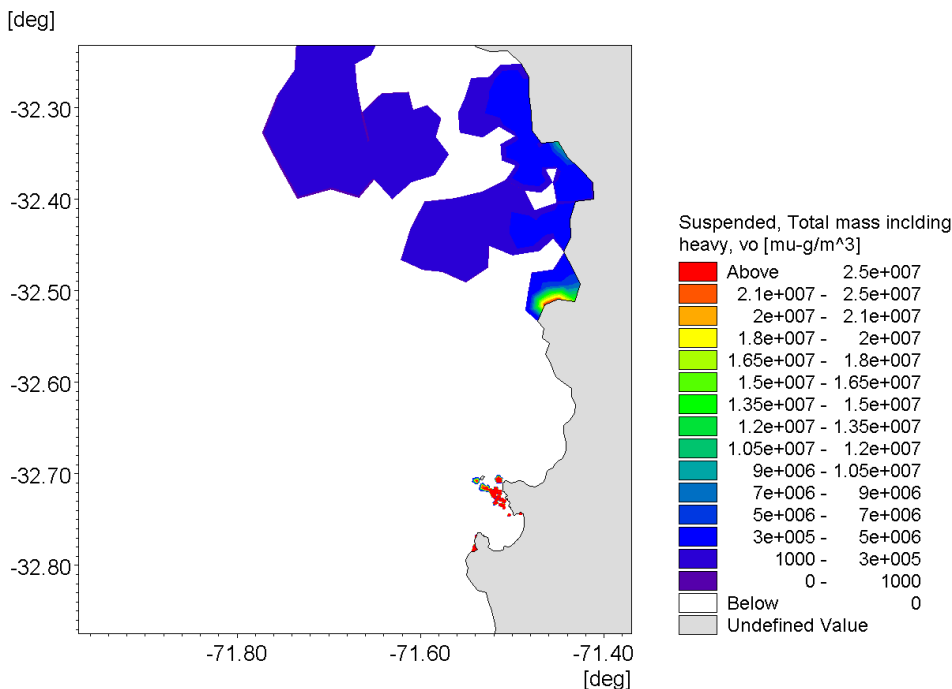 [deg]
-32.30
-32.40
-32.50
-32.60
-32.70
-32.80
-71.80 -71.60 -71.40
[deg]
Suspended, Total mass inclding
heavy, vo [mu-g/m^3]
Above 2.5e+007
2.1e+007 - 2.5e+007
2e+007 - 2.1e+007
1.8e+007 - 2e+007
1.65e+007 - 1.8e+007
1.5e+007 - 1.65e+007
1.35e+007 - 1.5e+007
1.2e+007 - 1.35e+007
1.05e+007 - 1.2e+007
9e+006 - 1.05e+007
7e+006 - 9e+006
5e+006 - 7e+006
3e+005 - 5e+006
1000 - 3e+005
0 - 1000
Below 0
Undefined Value